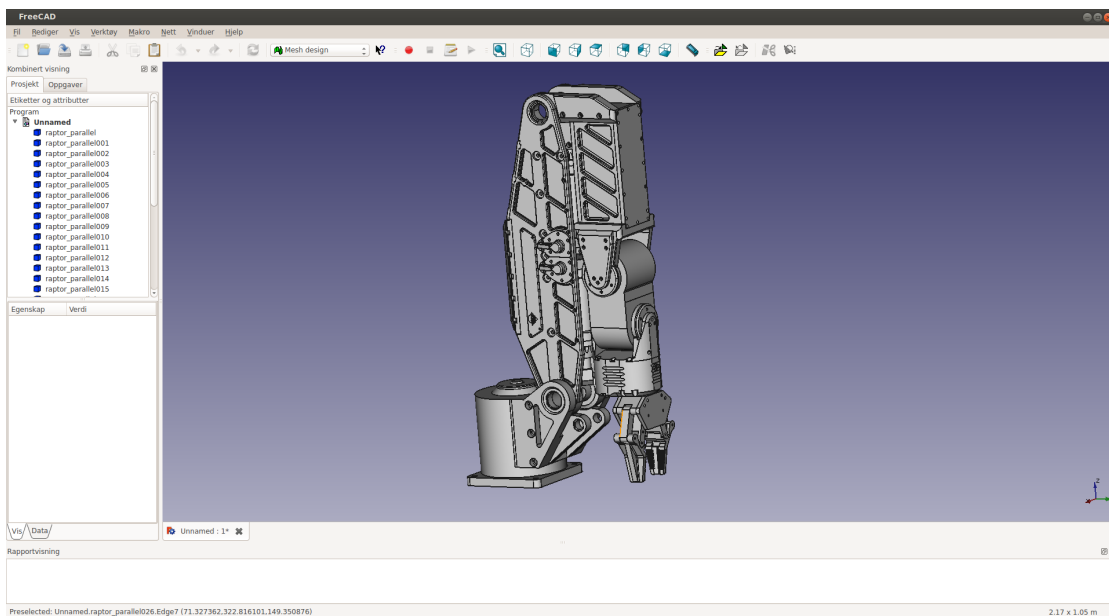 FreeCAD
Fil Rediger Vis Verktøy Makro Nett Vinduer Hjelp
Mesh design
Kombinert visning
Prosjekt Oppgaver
Etiketter og attributter
Program
Unnamed
raptor_parallel
raptor_parallel001
raptor_parallel002
raptor_parallel003
raptor_parallel004
raptor_parallel005
raptor_parallel006
raptor_parallel007
raptor_parallel008
raptor_parallel009
raptor_parallel010
raptor_parallel011
raptor_parallel012
raptor_parallel013
raptor_parallel014
raptor_parallel015
Egenskap Verdi
Z
Vis Data
Unnamed : 1*
Rapportvisning
Preselected: Unnamed.raptor_parallel026.Edge7 (71.327362,322.816101,149.350876) 2.17 x 1.05 m